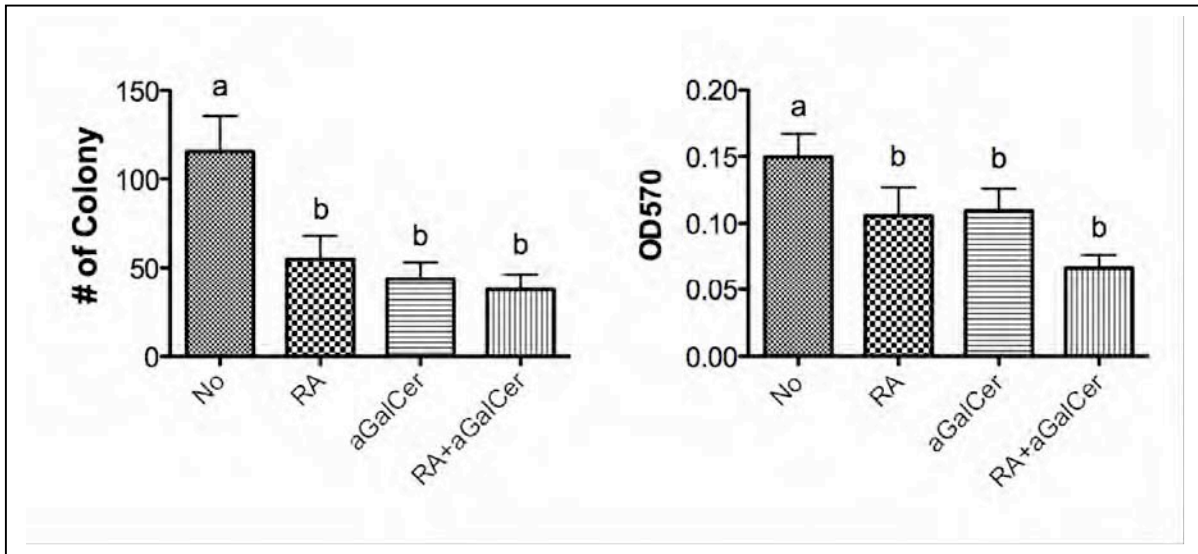 # of Colony
150
100
50
0
a
b
b
b
No
RA
aGalCer
RA+aGalCer
OD570
0.20
0.15
0.10
0.05
0.00
a
b
b
b
No
RA
aGalCer
RA+aGalCer